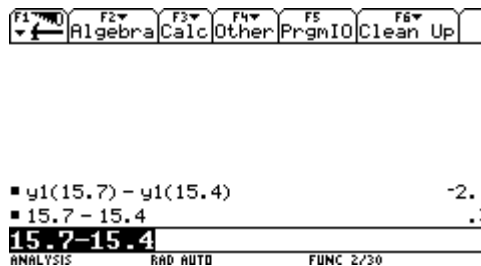 F1 F2 F3 F4 F5 F6
Algebra Calc Other PrgmIO Clean Up
y1(15.7) - y1(15.4) -2.
15.7 - 15.4 .
15.7-15.4
ANALYSIS RAD AUTO FUNC 2/30